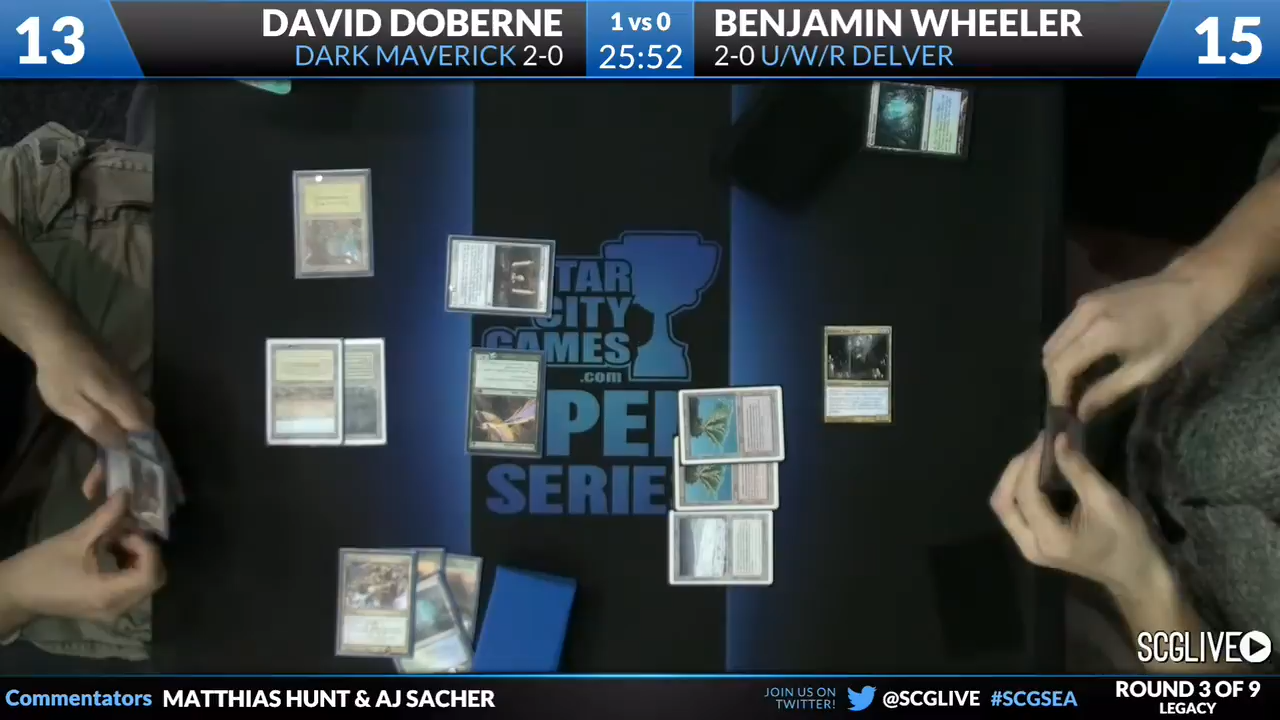 13
DAVID DOBERNE
DARK MAVERICK 2-0
1 vs 0
25:52
BENJAMIN WHEELER
2-0 U/W/R DELVER
15
STAR
CITY
GAMES
.com
OPEN
SERIES
SCGLIVE
Commentators MATTHIAS HUNT & AJ SACHER
JOIN US ON
TWITTER!
@SCGLIVE #SCGSEA
ROUND 3 OF 9
LEGACY